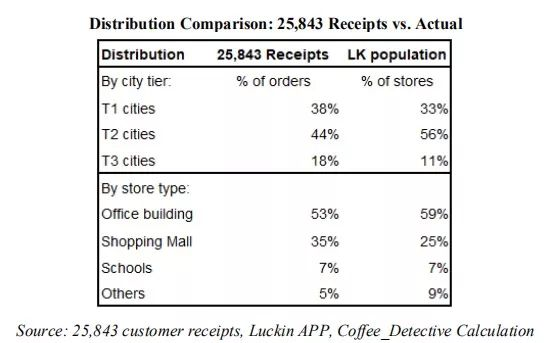 Distribution Comparison: 25,843 Receipts vs. Actual
Distribution 25,843 Receipts LK population
By city tier: % of orders % of stores
T1 cities 38% 33%
T2 cities 44% 56%
T3 cities 18% 11%
By store type:
Office building 53% 59%
Shopping Mall 35% 25%
Schools 7% 7%
Others 5% 9%
Source: 25,843 customer receipts, Luckin APP, Coffee_Detective Calculation